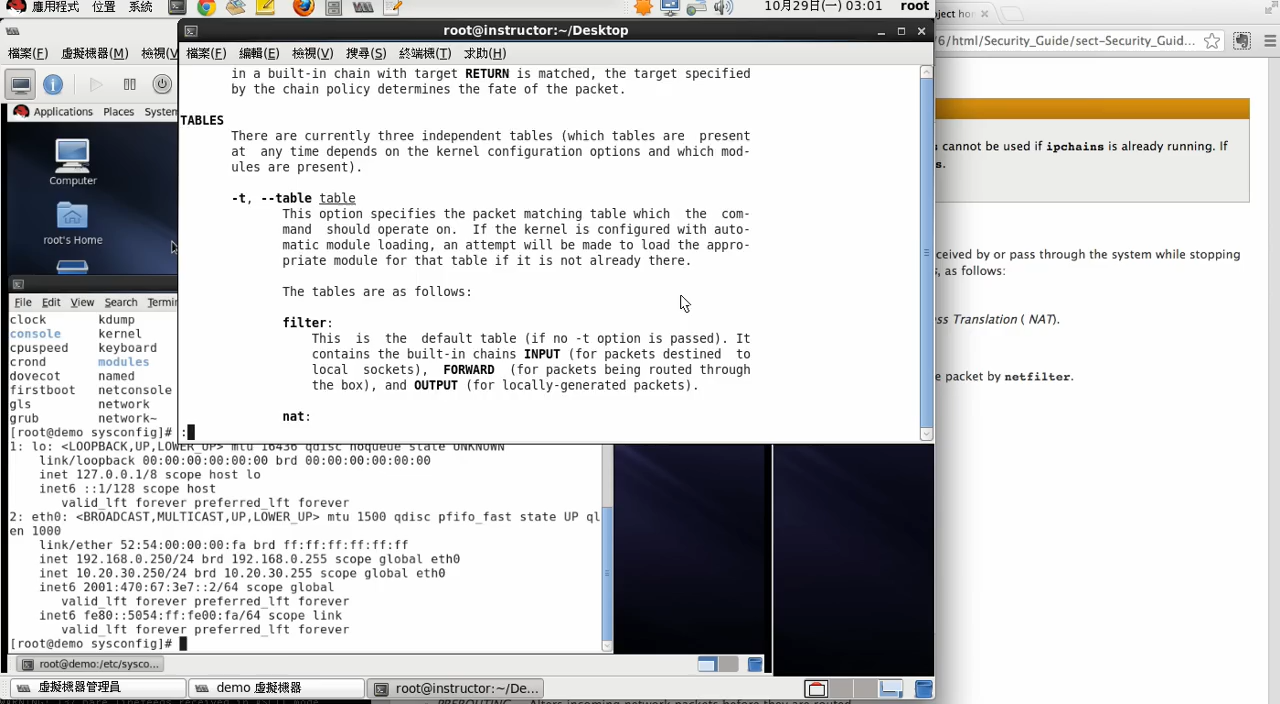 應用程式 位置 系統
10月29日(一) 03:01 root
root@instructor:~/Desktop
檔案(F) 編輯(E) 檢視(V) 搜尋(S) 終端機(T) 求助(H)
in a built-in chain with target RETURN is matched, the target specified
by the chain policy determines the fate of the packet.
TABLES
There are currently three independent tables (which tables are present
at any time depends on the kernel configuration options and which mod-
ules are present).
-t, --table table
This option specifies the packet matching table which the com-
mand should operate on. If the kernel is configured with auto-
matic module loading, an attempt will be made to load the appro-
priate module for that table if it is not already there.
The tables are as follows:
filter:
This is the default table (if no -t option is passed). It
contains the built-in chains INPUT (for packets destined to
local sockets), FORWARD (for packets being routed through
the box), and OUTPUT (for locally-generated packets).
nat:
:
檔案(F) 虛擬機器(M) 檢視(
Applications Places System
Computer
root's Home
File Edit View Search Termin
clock kdump
console kernel
cpuspeed keyboard
crond modules
dovecot named
firstboot netconsole
gls network
grub network~
[root@demo sysconfig]#
1: lo: <LOOPBACK,UP,LOWER_UP> mtu 16436 qdisc noqueue state UNKNOWN
link/loopback 00:00:00:00:00:00 brd 00:00:00:00:00:00
inet 127.0.0.1/8 scope host lo
inet6 ::1/128 scope host
valid_lft forever preferred_lft forever
2: eth0: <BROADCAST,MULTICAST,UP,LOWER_UP> mtu 1500 qdisc pfifo_fast state UP ql
en 1000
link/ether 52:54:00:00:00:fa brd ff:ff:ff:ff:ff:ff
inet 192.168.0.250/24 brd 192.168.0.255 scope global eth0
inet 10.20.30.250/24 brd 10.20.30.255 scope global eth0
inet6 2001:470:67:3e7::2/64 scope global
valid_lft forever preferred_lft forever
inet6 fe80::5054:ff:fe00:fa/64 scope link
valid_lft forever preferred_lft forever
[root@demo sysconfig]#
root@demo:/etc/sysco...
虛擬機器管理員 demo 虛擬機器 root@instructor:~/De...
oject hom
6/html/Security_Guide/sect-Security_Guid...
cannot be used if ipchains is already running. If
s.
ceived by or pass through the system while stopping
s, as follows:
ess Translation ( NAT).
e packet by netfilter.
PREROUTING — Alters incoming network packets before they are routed